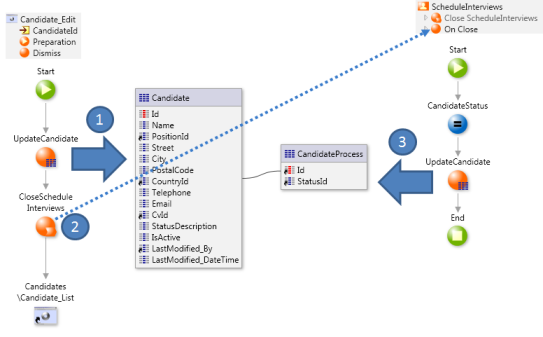 Candidate_Edit
CandidateId
Preparation
Dismiss
Start
UpdateCandidate
CloseSchedule
Interviews
Candidates
\Candidate_List
1
2
Candidate
Id
Name
PositionId
Street
City
PostalCode
CountryId
Telephone
Email
CvId
StatusDescription
IsActive
LastModified_By
LastModified_DateTime
CandidateProcess
Id
StatusId
3
ScheduleInterviews
Close ScheduleInterviews
On Close
Start
CandidateStatus
UpdateCandidate
End